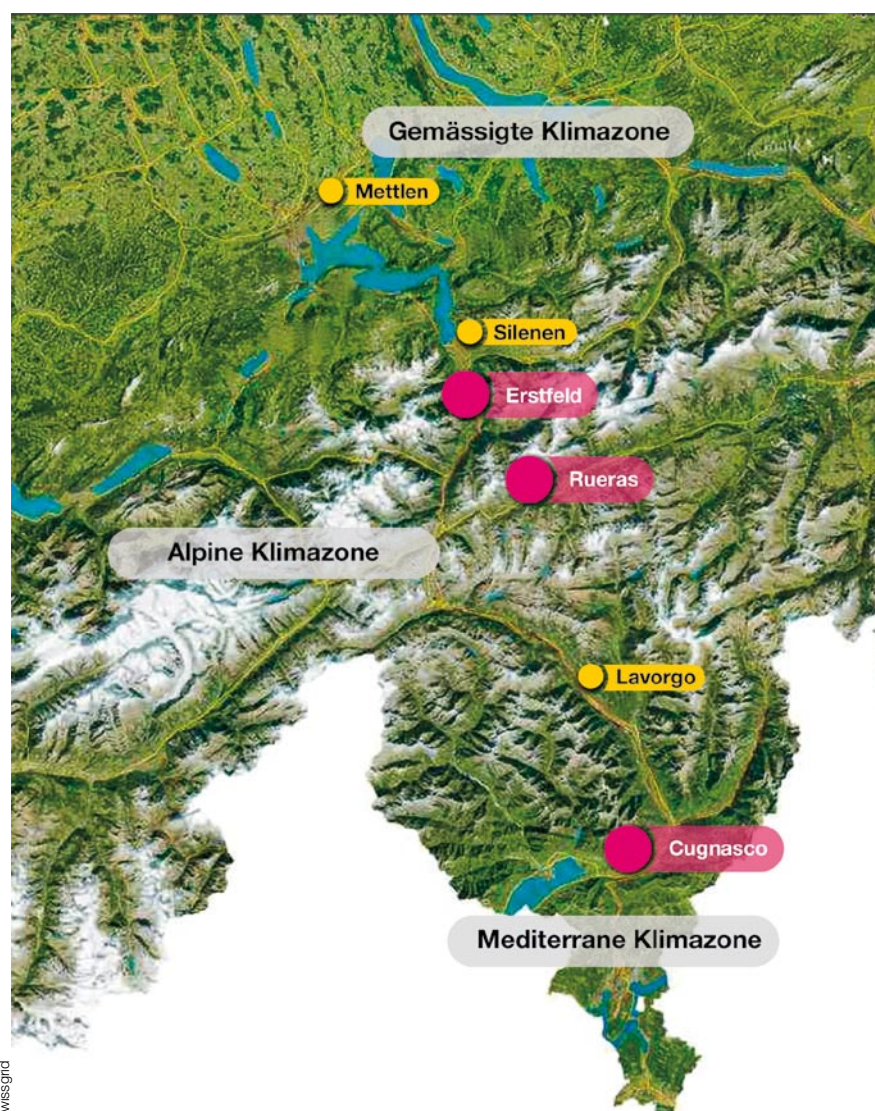 Gemässigte Klimazone
Mettlen
Silenen
Erstfeld
Rueras
Alpine Klimazone
Lavorgo
Cugnasco
Mediterrane Klimazone
wissgrid